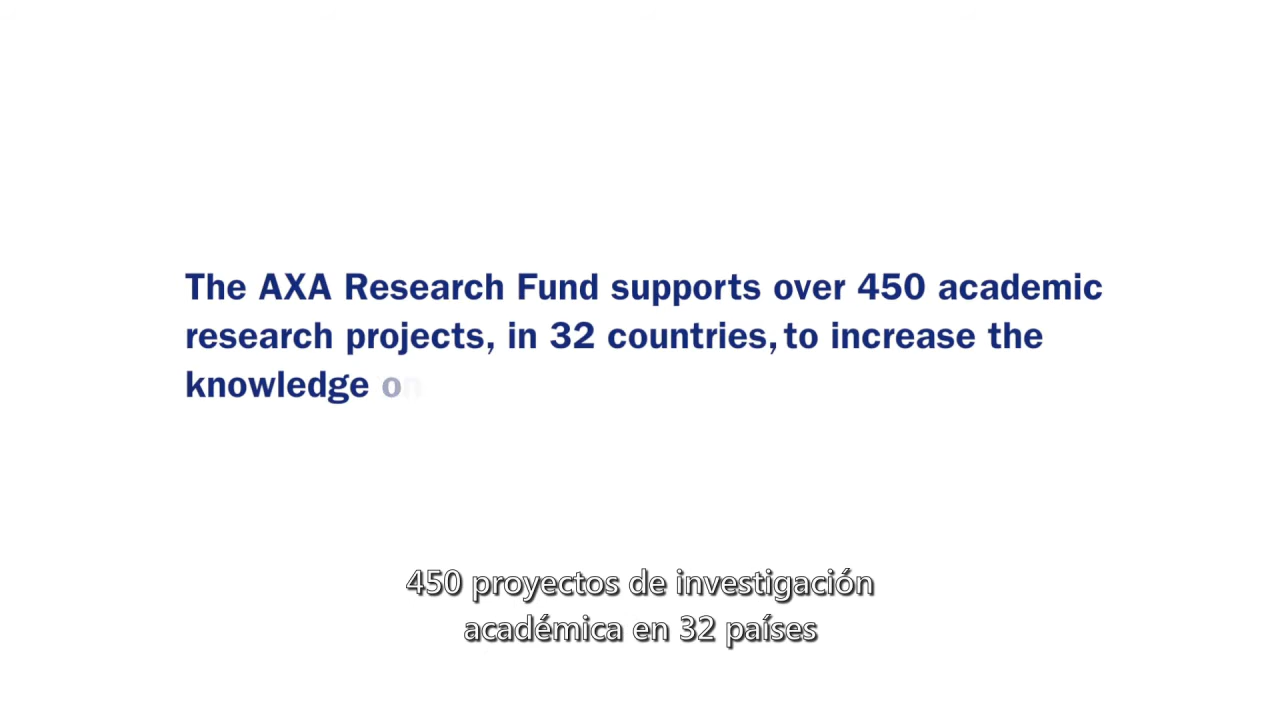 The AXA Research Fund supports over 450 academic
research projects, in 32 countries, to increase the
knowledge on
450 proyectos de investigación
académica en 32 países